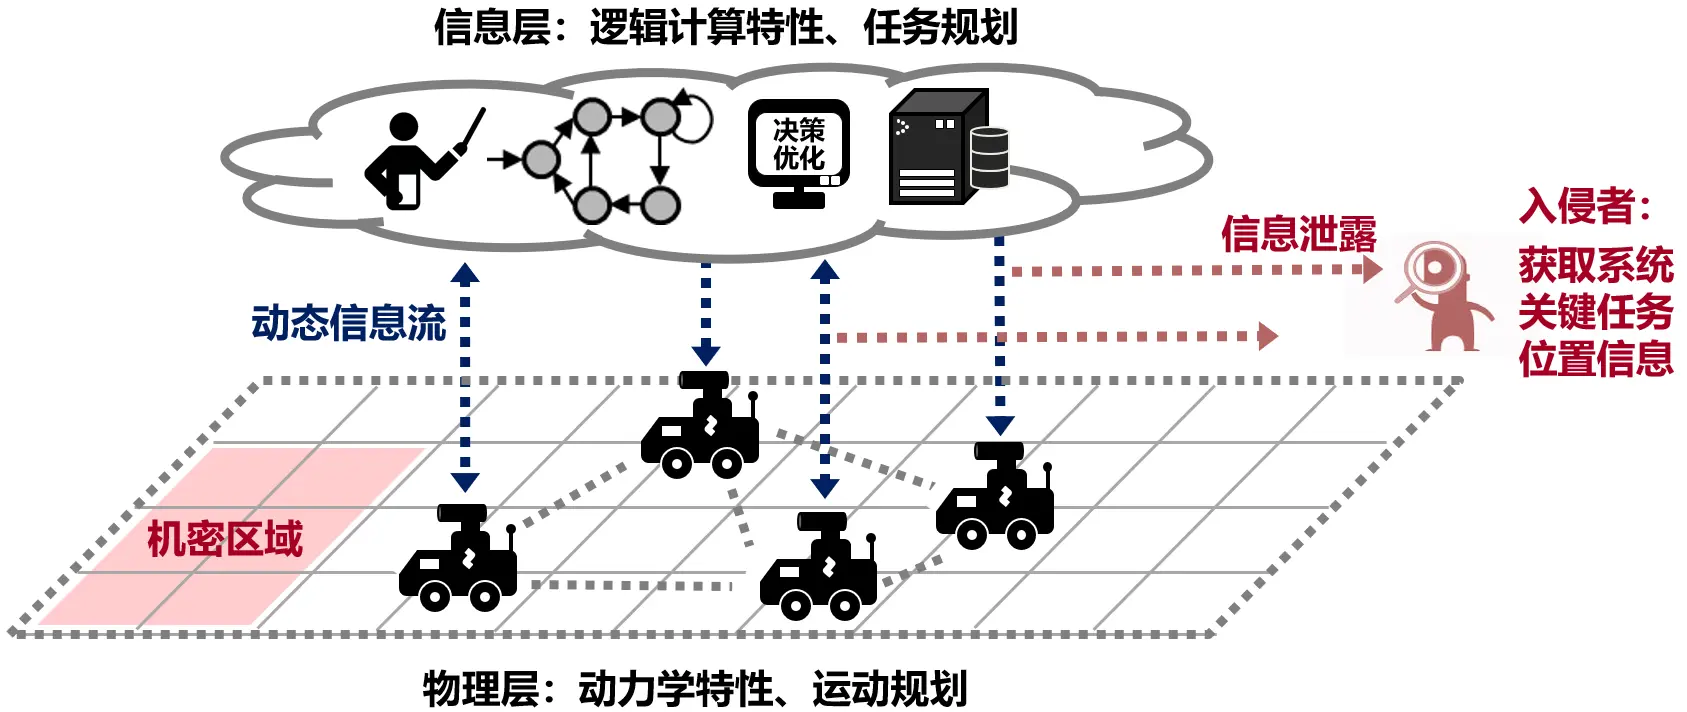 信息层：逻辑计算特性、任务规划
决策
优化
入侵者：
信息泄露
获取系统
关键任务
位置信息
动态信息流
机密区域
物理层：动力学特性、运动规划